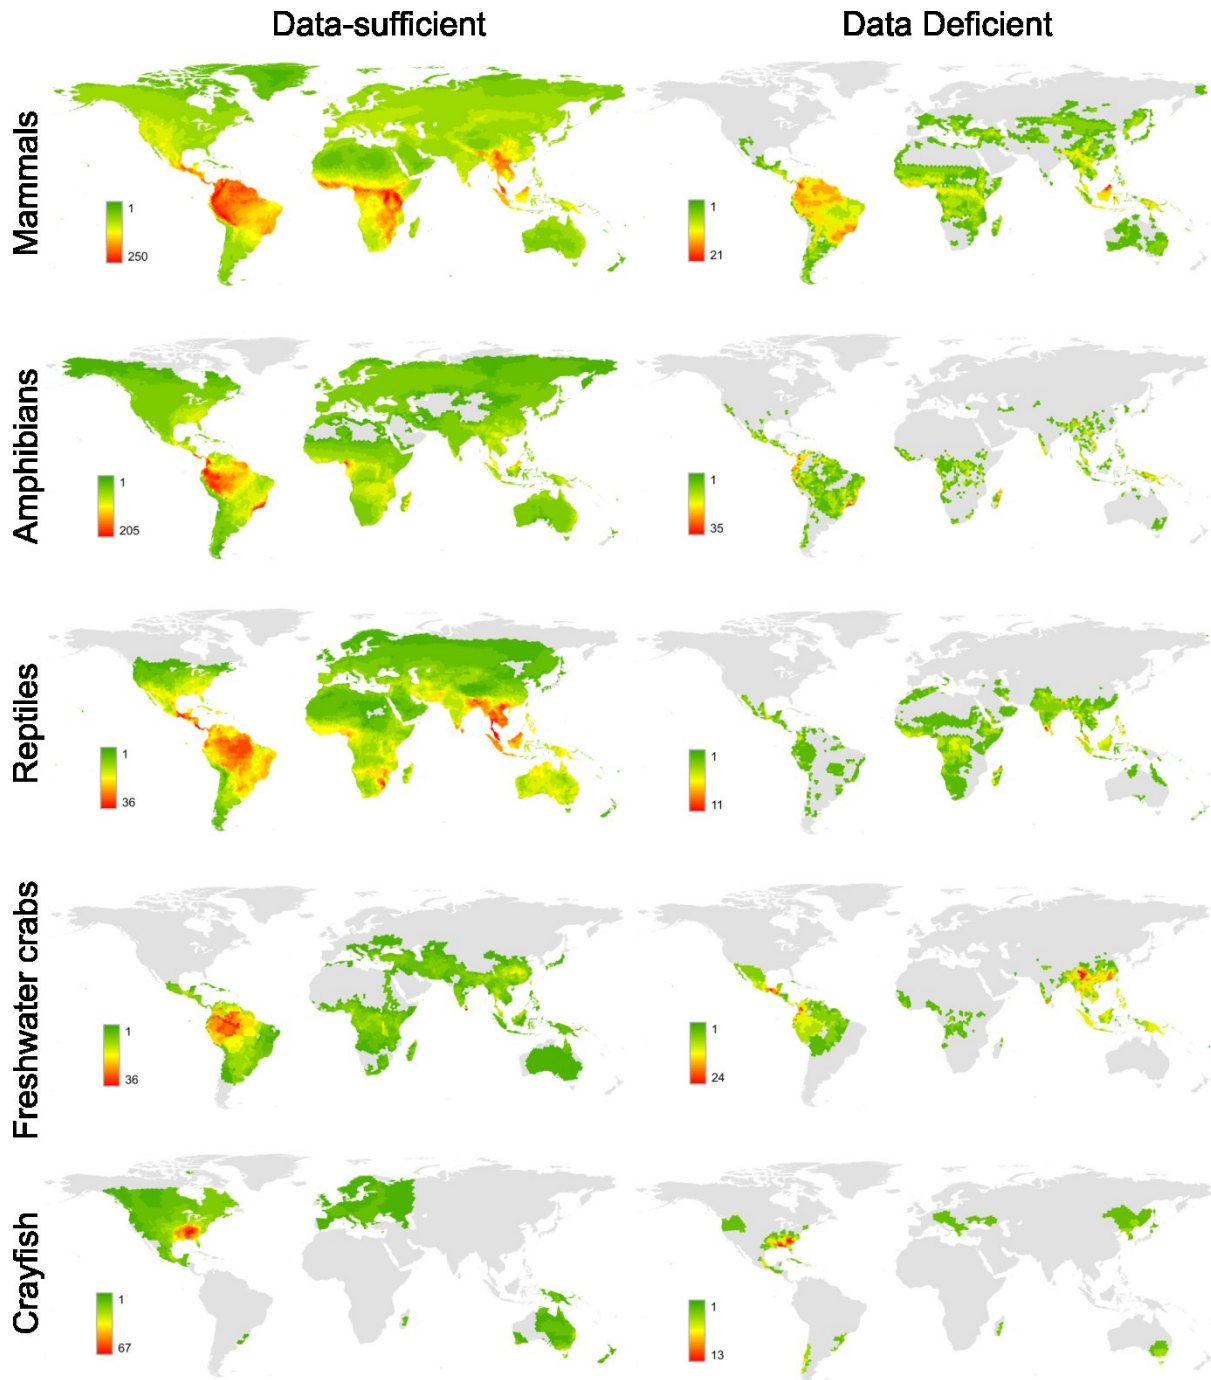 Data-sufficient
Data Deficient
Mammals
1
250
1
21
Amphibians
1
205
1
35
Reptiles
1
36
1
11
Freshwater crabs
1
36
1
24
Crayfish
1
67
1
13